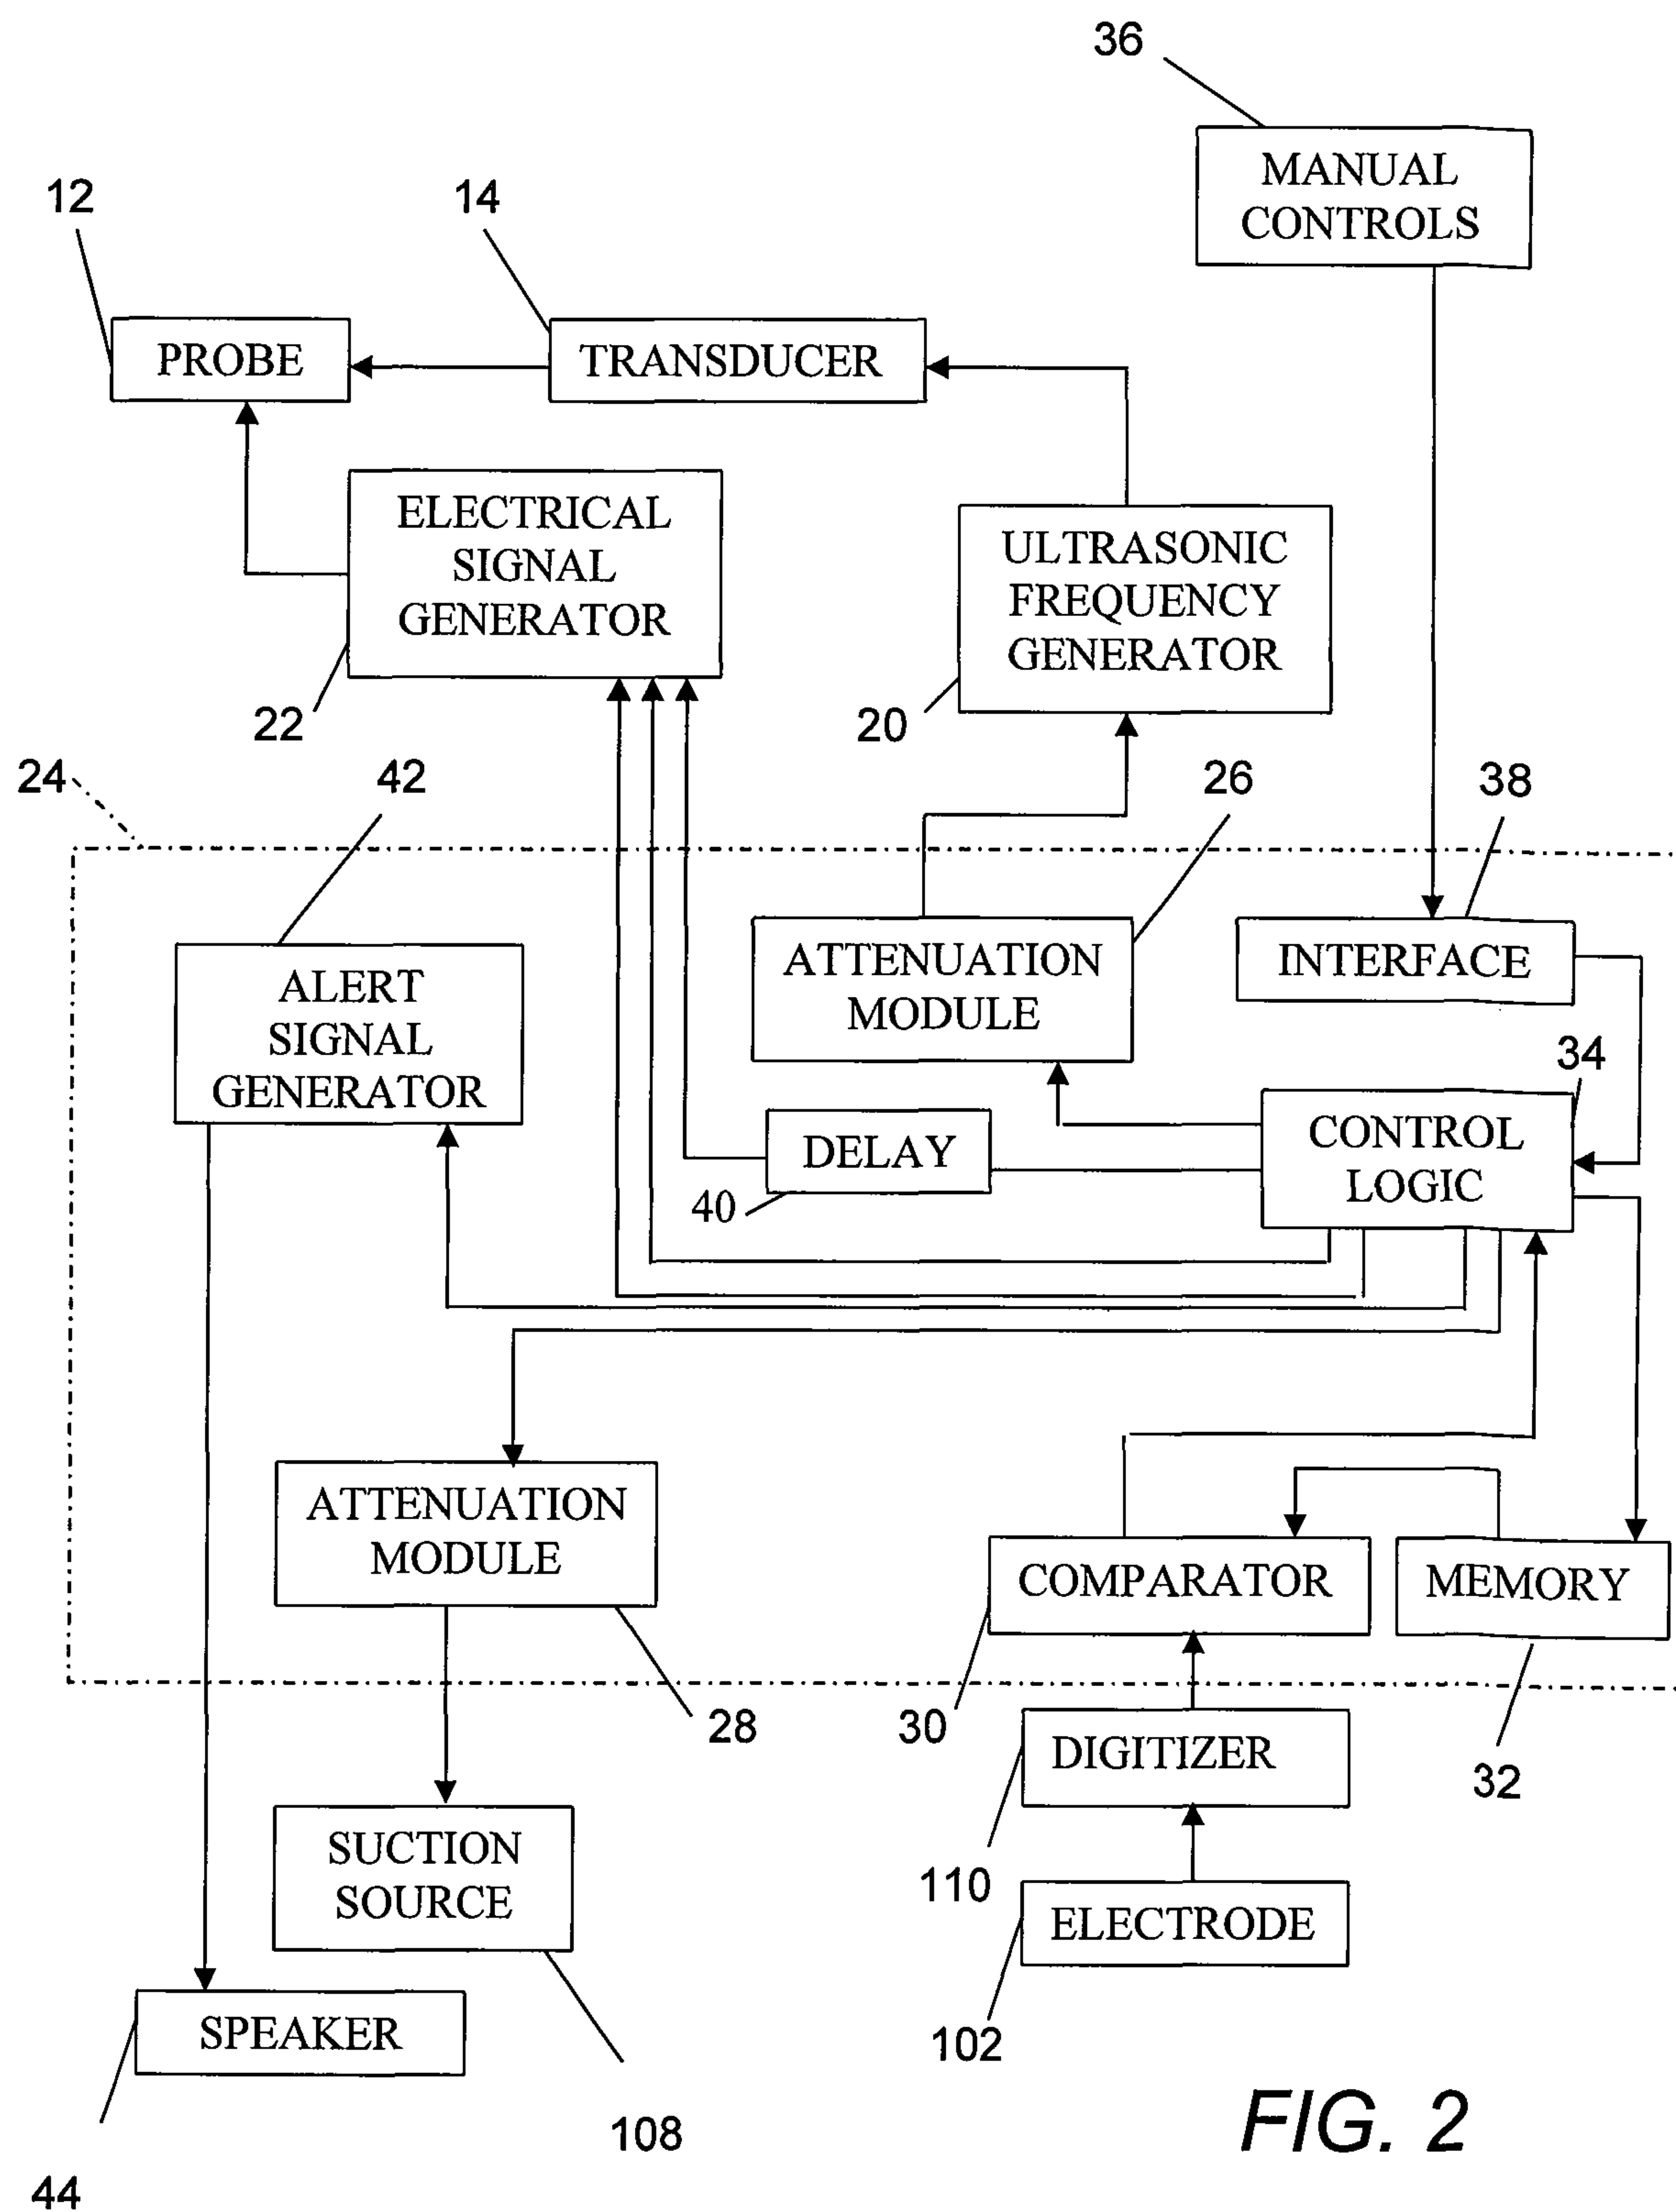 36
MANUAL
CONTROLS
12
14
PROBE
TRANSDUCER
ELECTRICAL
SIGNAL
GENERATOR
ULTRASONIC
FREQUENCY
GENERATOR
22
20
24
42
26
38
ALERT
SIGNAL
GENERATOR
ATTENUATION
MODULE
INTERFACE
34
CONTROL
LOGIC
DELAY
40
ATTENUATION
MODULE
COMPARATOR
MEMORY
28
30
32
DIGITIZER
SUCTION
SOURCE
110
ELECTRODE
SPEAKER
102
108
44
FIG. 2